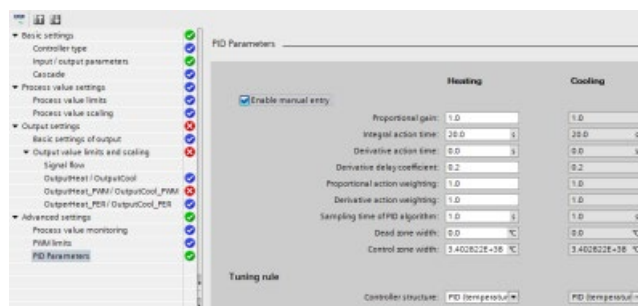 Basic settings
Controller type
Input / output parameters
Cascade
Process value settings
Process value limits
Process value scaling
Output settings
Basic settings of output
Output value limits and scaling
Signal flow
OutputHeat / OutputCool
OutputHeat_PWM / OutputCool_PWM
OutputHeat_PER / OutputCool_PER
Advanced settings
Process value monitoring
PWM limits
PID Parameters
PID Parameters
Heating Cooling
Enable manual entry
Proportional gain: 1.0 1.0
Integral action time: 20.0 s 20.0 s
Derivative action time: 0.0 s 0.0 s
Derivative delay coefficient: 0.2 0.2
Proportional action weighting: 1.0 1.0
Derivative action weighting: 1.0 1.0
Sampling time of PID algorithm: 1.0 s 1.0 s
Dead zone width: 0.0 °C 0.0 °C
Control zone width: 3.402822E+38 °C 3.402822E+38 °C
Tuning rule
Controller structure: PID (temperatur PID (temperatur